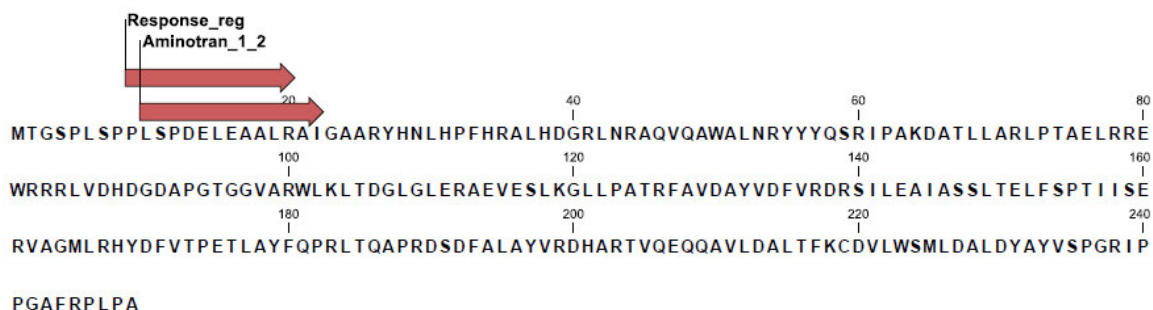 Response_reg
Aminotran_1_2
20 40 60 80
MTGSPLSPPLSPDELEAALRAIGAARYHNLHPFHRALHDGRLNRAQVQAWALNRYYYQSRIPAKDATLLARLPTAELRRE
100 120 140 160
WRRRLVDHDGDAPGTGGVARWLKLTDGLGLERAEVESLKGLLPATRFAVDAYVDFVRDRSILEAIASSLTELFSPTIISE
180 200 220 240
RVAGMLRHYDFVTPETLAYFQPRLTQAPRDSDFALAYVRDHARTVQEQQAVLDALTFKCDVLWSMLDALDYAYVSPGRIP
PGAFRPLPA